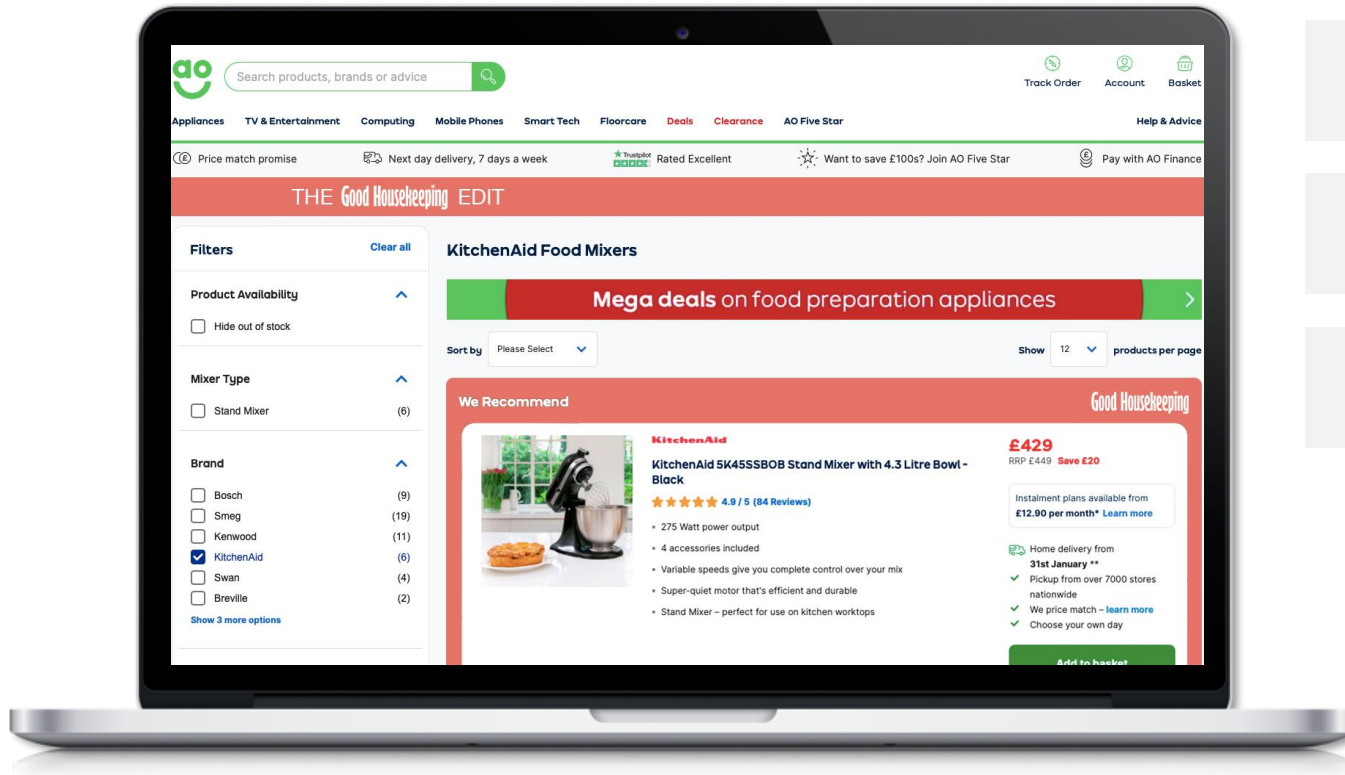 ao
Search products, brands or advice
Track Order Account Basket
Appliances TV & Entertainment Computing Mobile Phones Smart Tech Floorcare Deals Clearance AO Five Star Help & Advice
Price match promise Next day delivery, 7 days a week Trustpilot Rated Excellent Want to save £100s? Join AO Five Star Pay with AO Finance
THE Good Housekeeping EDIT
Filters Clear all
Product Availability
Hide out of stock
Mixer Type
Stand Mixer (6)
Brand
Bosch (9)
Smeg (19)
Kenwood (11)
KitchenAid (6)
Swan (4)
Breville (2)
Show 3 more options
KitchenAid Food Mixers
Mega deals on food preparation appliances
Sort by Please Select Show 12 products per page
We Recommend Good Housekeeping
KitchenAid
KitchenAid 5K45SSBOB Stand Mixer with 4.3 Litre Bowl -
Black
4.9 / 5 (84 Reviews)
• 275 Watt power output
• 4 accessories included
• Variable speeds give you complete control over your mix
• Super-quiet motor that's efficient and durable
• Stand Mixer – perfect for use on kitchen worktops
£429
RRP £449 Save £20
Instalment plans available from
£12.90 per month* Learn more
Home delivery from
31st January **
Pickup from over 7000 stores
nationwide
We price match – learn more
Choose your own day
Add to basket